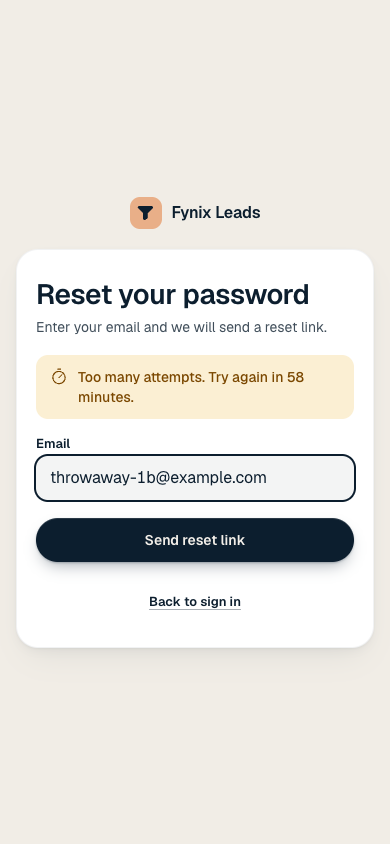 Fynix Leads
Reset your password
Enter your email and we will send a reset link.
Too many attempts. Try again in 58
minutes.
Email
throwaway-1b@example.com
Send reset link
Back to sign in